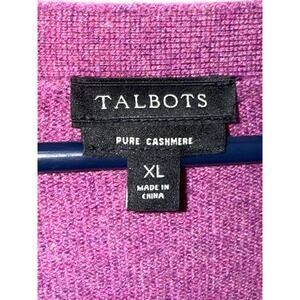 TALBOTS
PURE CASHMERE
XL
MADE IN
CHINA